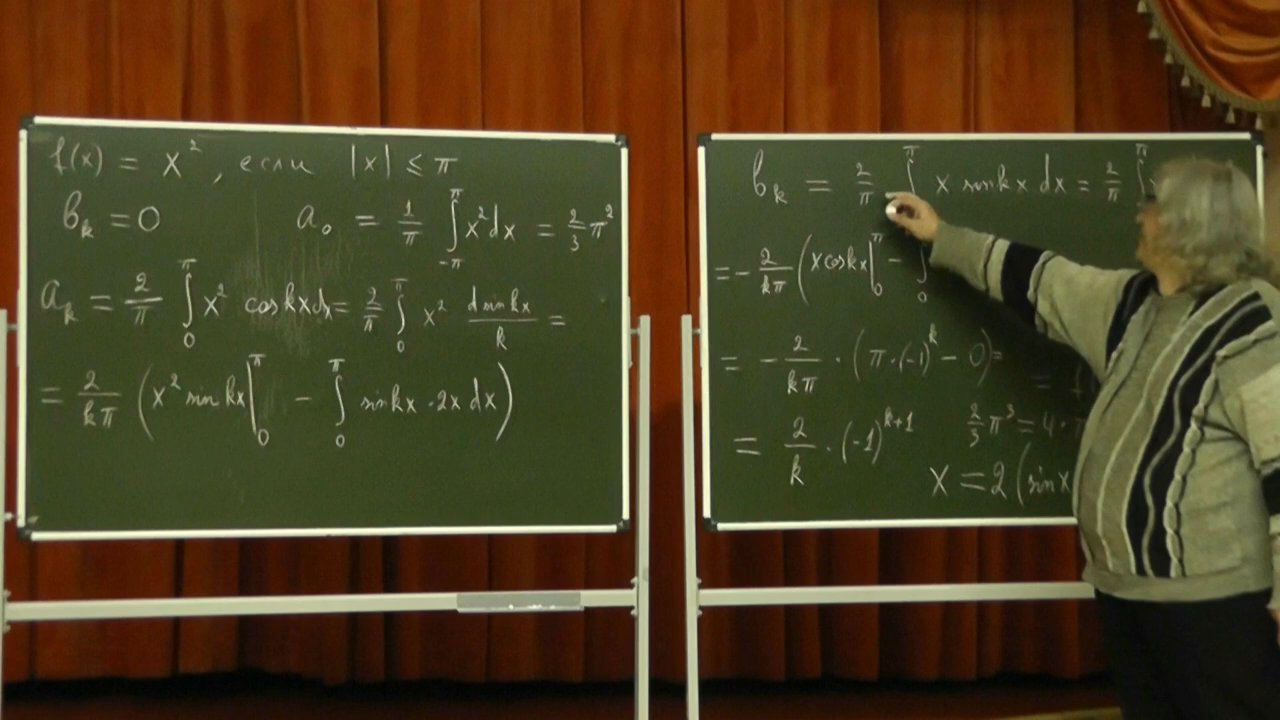 f(x) = x², если |x| ≤ π
b_k = 0   a₀ = 1/π ∫_{-π}^{π} x² dx = 2/3 π²
a_k = 2/π ∫_0^π x² cos kx dx = 2/π ∫_0^π x² d sin kx / k =
= 2/(kπ) (x² sin kx |_0^π − ∫_0^π sin kx · 2x dx)
b_k = 2/π ∫_0^π x sin kx dx = 2/π ∫^π
= − 2/(kπ) (x cos kx |_0^π − ∫_0
= − 2/(kπ) · (π · (−1)^k − 0) =
=
= 2/k · (−1)^{k+1}   2/3 π³ = 4 ·
x = 2 (sin x